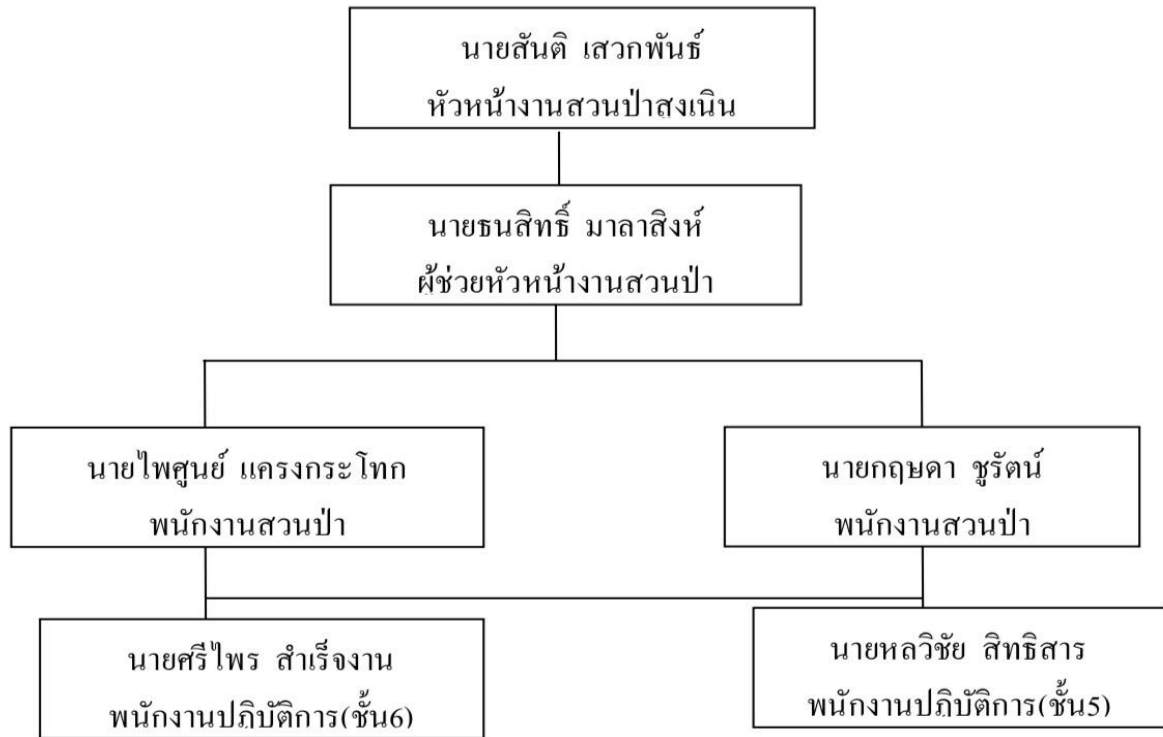 นายสันติ เสวกพันธ์
หัวหน้างานสวนป่าสูงเนิน
นายธนสิทธิ์ มาลาสิงห์
ผู้ช่วยหัวหน้างานสวนป่า
นายไพศูนย์ แครงกระโทก
พนักงานสวนป่า
นายกฤษดา ชูรัตน์
พนักงานสวนป่า
นายศรีไพร สำเร็จงาน
พนักงานปฏิบัติการ(ชั้น6)
นายหลวิชัย สิทธิสาร
พนักงานปฏิบัติการ(ชั้น5)